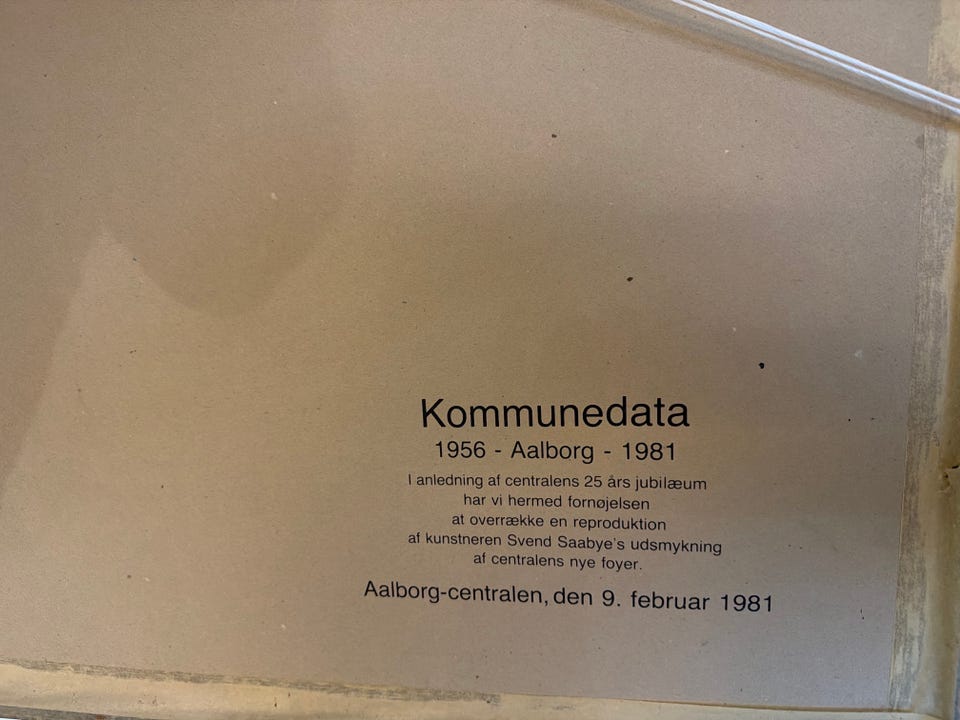 Kommunedata
1956 - Aalborg - 1981
I anledning af centralens 25 års jubilæum
har vi hermed fornøjelsen
at overrække en reproduktion
af kunstneren Svend Saabye's udsmykning
af centralens nye foyer.
Aalborg-centralen, den 9. februar 1981